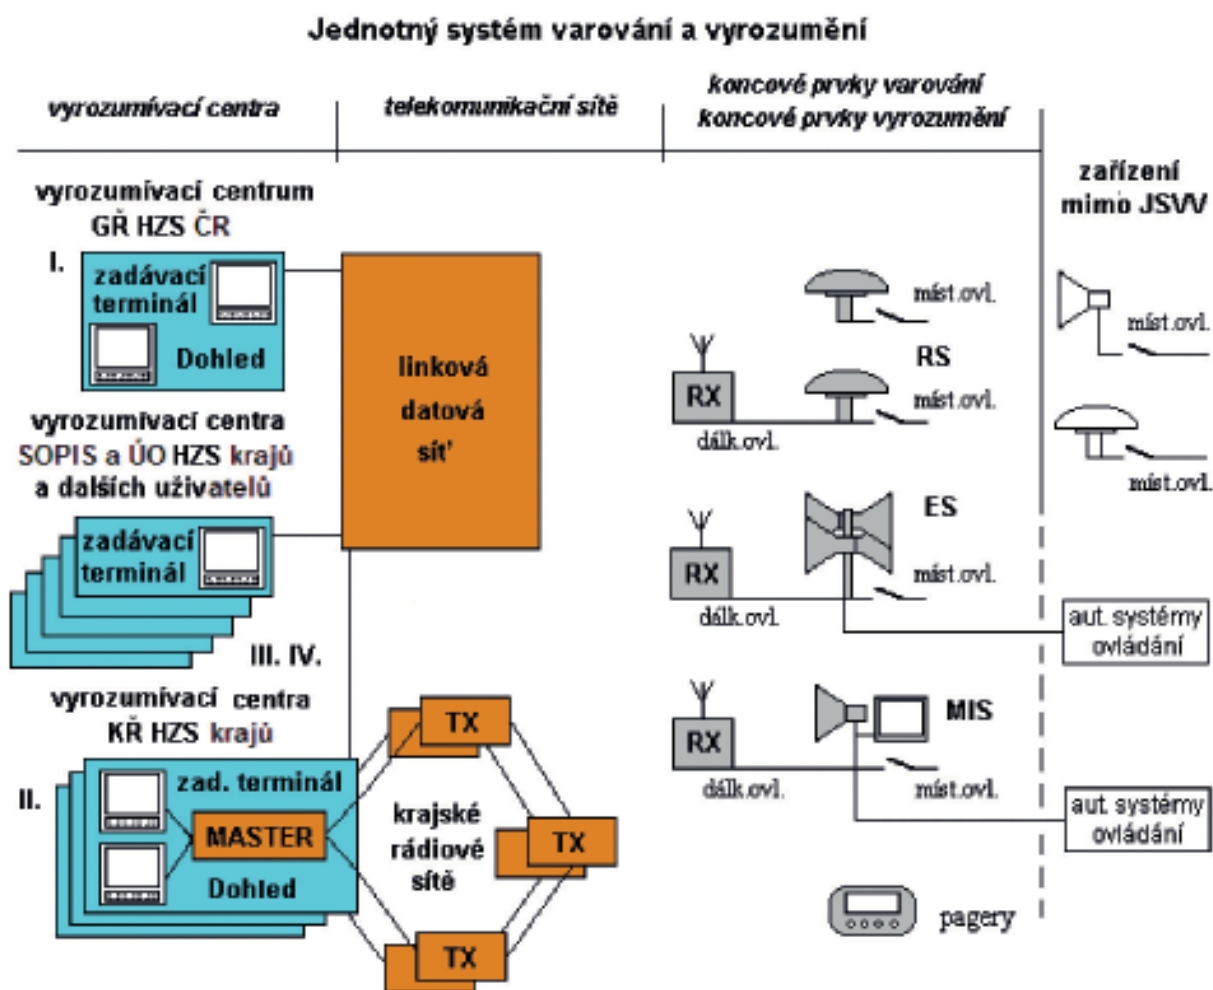 Jednotný systém varování a vyrozumění
vyrozumívací centra
telekomunikační sítě
koncové prvky varování
koncové prvky vyrozumění
zařízení
mimo JSVV
vyrozumívací centrum
GŘ HZS ČR
I.
zadávací
terminál
Dohled
vyrozumívací centra
SOPIS a ÚO HZS krajů
a dalších uživatelů
zadávací
terminál
III. IV.
vyrozumívací centra
KŘ HZS krajů
II.
zad. terminál
MASTER
Dohled
linková
datová
síť
TX
krajské
rádiové
sítě
TX
TX
míst.ovl.
RS
RX
míst.ovl.
dálk.ovl.
ES
RX
míst.ovl.
dálk.ovl.
MIS
RX
dálk.ovl.
míst.ovl.
pagery
míst.ovl.
míst.ovl.
aut. systémy
ovládání
aut. systémy
ovládání